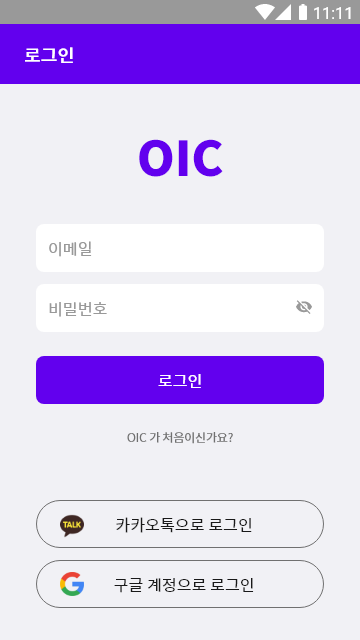 11:11
로그인
OIC
이메일
비밀번호
로그인
OIC 가 처음이신가요?
TALK
카카오톡으로 로그인
구글 계정으로 로그인